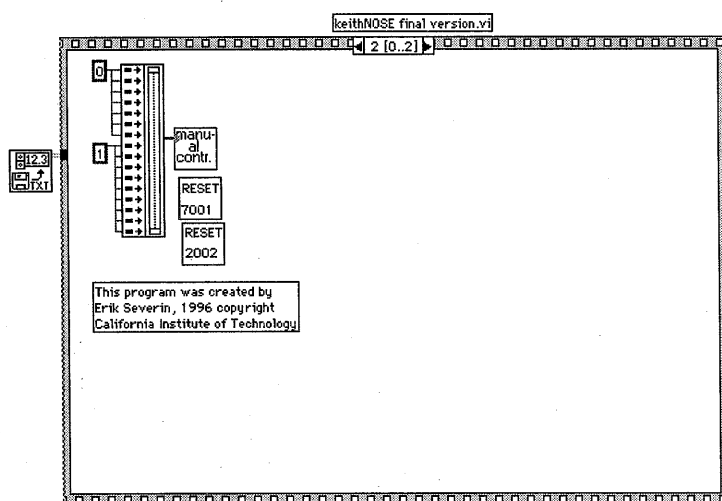 keithNOSE final version.vi
2 [0..2]
0
1
manu-
al
contr.
12.3
TXT
RESET
7001
RESET
2002
This program was created by
Erik Severin, 1996 copyright
California Institute of Technology